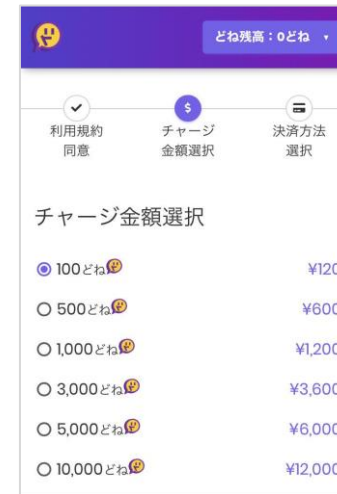 どね残高：0どね
利用規約
同意
チャージ
金額選択
決済方法
選択
チャージ金額選択
100どね ¥120
500どね ¥600
1,000どね ¥1,200
3,000どね ¥3,600
5,000どね ¥6,000
10,000どね ¥12,000